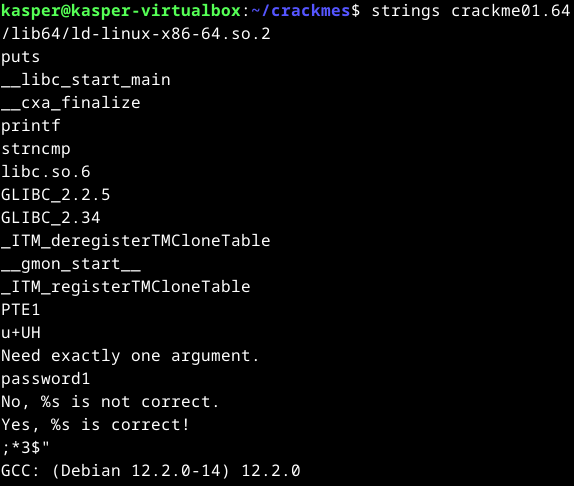 kasper@kasper-virtualbox:~/crackmes$ strings crackme01.64
/lib64/ld-linux-x86-64.so.2
puts
__libc_start_main
__cxa_finalize
printf
strncmp
libc.so.6
GLIBC_2.2.5
GLIBC_2.34
_ITM_deregisterTMCloneTable
__gmon_start__
_ITM_registerTMCloneTable
PTE1
u+UH
Need exactly one argument.
password1
No, %s is not correct.
Yes, %s is correct!
;*3$"
GCC: (Debian 12.2.0-14) 12.2.0